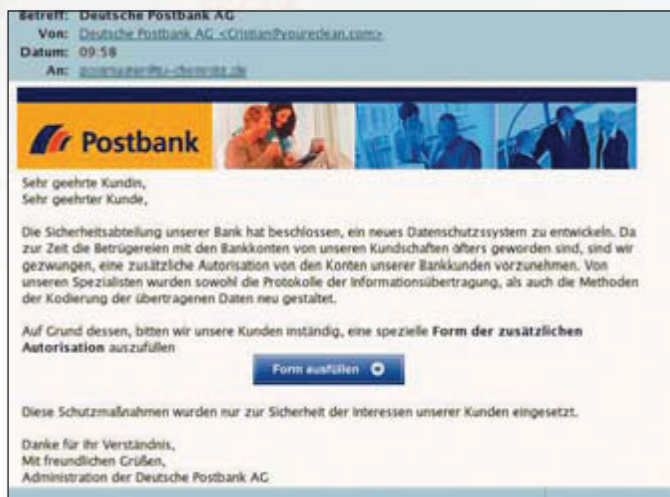 Betreff: Deutsche Postbank AG
Von: Deutsche Postbank AG <Cristian@youreclean.com>
Datum: 09:58
An:
Postbank
Sehr geehrte Kundin,
Sehr geehrter Kunde,
Die Sicherheitsabteilung unserer Bank hat beschlossen, ein neues Datenschutzssystem zu entwickeln. Da
zur Zeit die Betrügereien mit den Bankkonten von unseren Kundschaften öfters geworden sind, sind wir
gezwungen, eine zusätzliche Autorisation von den Konten unserer Bankkunden vorzunehmen. Von
unseren Spezialisten wurden sowohl die Protokolle der Informationsübertragung, als auch die Methoden
der Kodierung der übertragenen Daten neu gestaltet.
Auf Grund dessen, bitten wir unsere Kunden inständig, eine spezielle Form der zusätzlichen
Autorisation auszufüllen
Form ausfüllen
Diese Schutzmaßnahmen wurden nur zur Sicherheit der Interessen unserer Kunden eingesetzt.
Danke für Ihr Verständnis,
Mit freundlichen Grüßen,
Administration der Deutsche Postbank AG